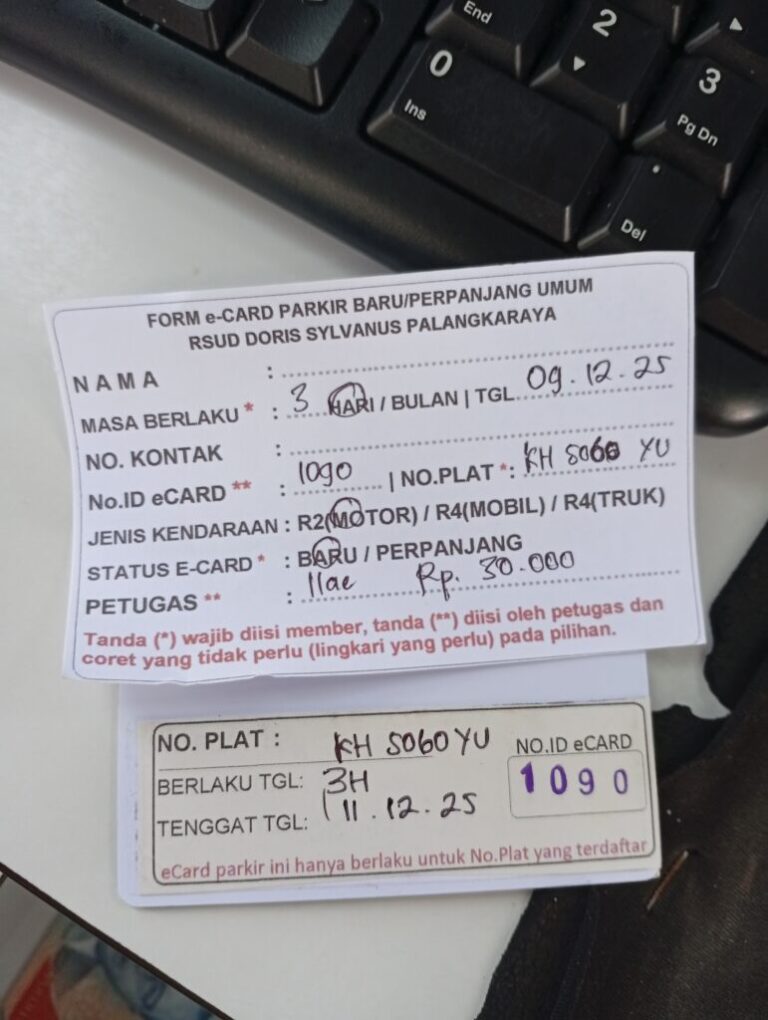 End
2
0
Ins
3
Pg Dn
.
Del
FORM e-CARD PARKIR BARU/PERPANJANG UMUM
RSUD DORIS SYLVANUS PALANGKARAYA
N A M A :
MASA BERLAKU * : 3 HARI / BULAN | TGL. 09.12.25
NO. KONTAK :
No.ID eCARD ** : 1090 | NO.PLAT *: KH 5060 YU
JENIS KENDARAAN : R2(MOTOR) / R4(MOBIL) / R4(TRUK)
STATUS E-CARD * : BARU / PERPANJANG
PETUGAS ** : Rp. 30.000
Tanda (*) wajib diisi member, tanda (**) diisi oleh petugas dan
coret yang tidak perlu (lingkari yang perlu) pada pilihan.
NO. PLAT : KH 5060 YU NO.ID eCARD
BERLAKU TGL: 3H 1090
TENGGAT TGL: 11.12.25
eCard parkir ini hanya berlaku untuk No.Plat yang terdaftar